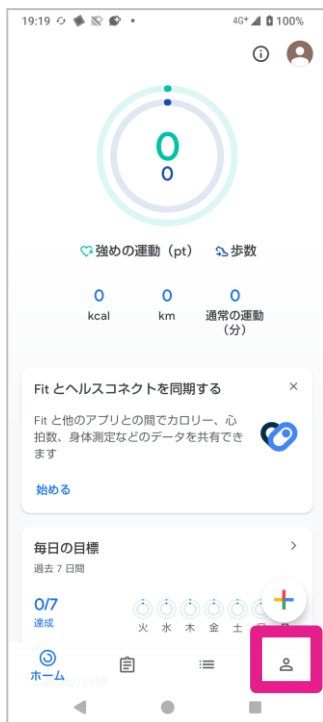 19:19
4G+ 100%
0
0
強めの運動（pt） 歩数
0 0 0
kcal km 通常の運動
（分）
Fit とヘルスコネクトを同期する ×
Fit と他のアプリとの間でカロリー、心
拍数、身体測定などのデータを共有でき
ます
始める
毎日の目標
過去 7 日間
0/7
達成
火 水 木 金 土
ホーム